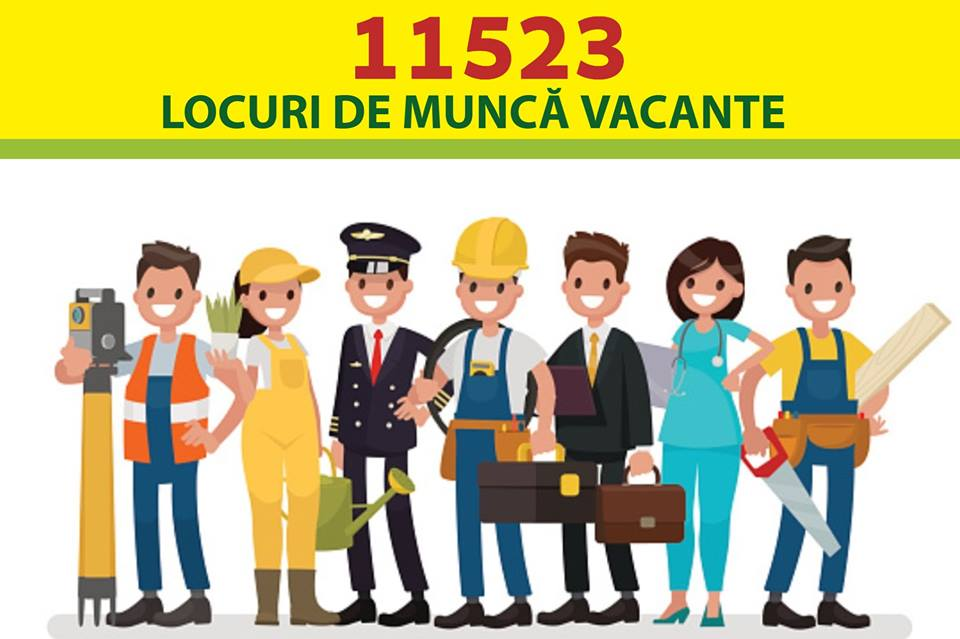 11523
LOCURI DE MUNCĂ VACANTE